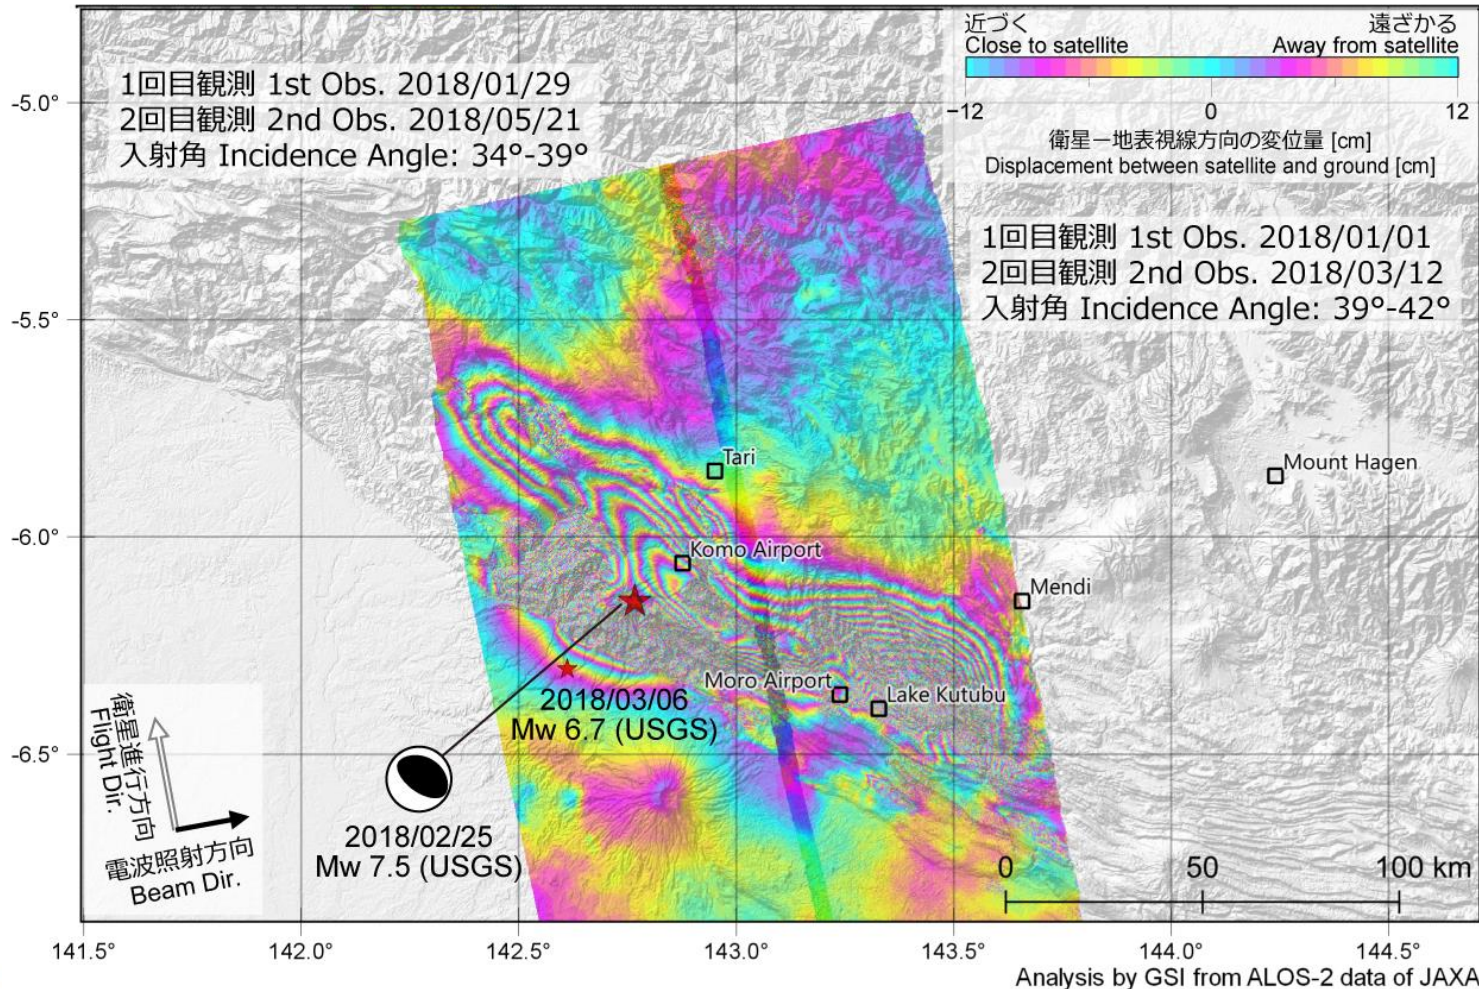 近づく 遠ざかる
Close to satellite Away from satellite
−12 0 12
衛星－地表視線方向の変位量 [cm]
Displacement between satellite and ground [cm]
1回目観測 1st Obs. 2018/01/29
2回目観測 2nd Obs. 2018/05/21
入射角 Incidence Angle: 34°-39°
1回目観測 1st Obs. 2018/01/01
2回目観測 2nd Obs. 2018/03/12
入射角 Incidence Angle: 39°-42°
-5.0°
-5.5°
-6.0°
-6.5°
Tari
Mount Hagen
Komo Airport
Mendi
Moro Airport
Lake Kutubu
2018/03/06
Mw 6.7 (USGS)
2018/02/25
Mw 7.5 (USGS)
衛星進行方向
Flight Dir.
電波照射方向
Beam Dir.
0 50 100 km
141.5° 142.0° 142.5° 143.0° 143.5° 144.0° 144.5°
Analysis by GSI from ALOS-2 data of JAXA